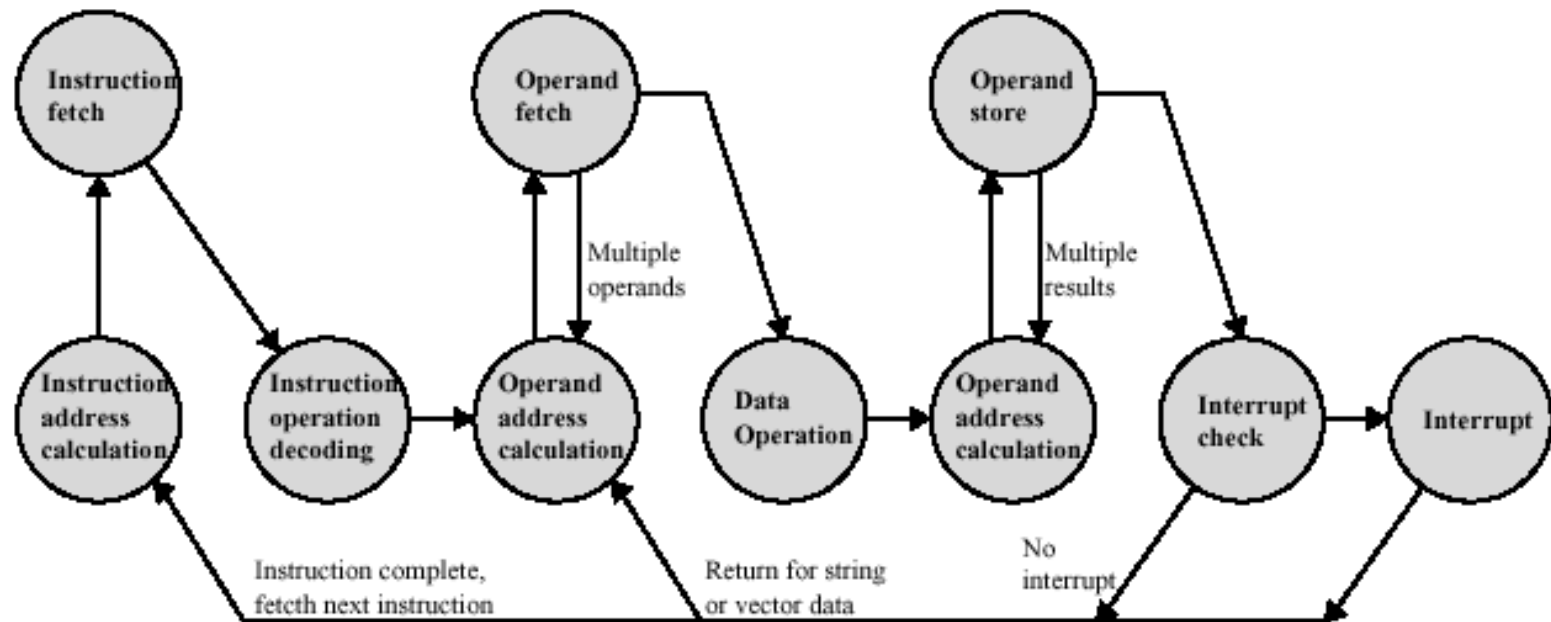 Instruction
fetch
Operand
fetch
Operand
store
Multiple
operands
Multiple
results
Instruction
address
calculation
Instruction
operation
decoding
Operand
address
calculation
Data
Operation
Operand
address
calculation
Interrupt
check
Interrupt
Instruction complete,
fetcth next instruction
Return for string
or vector data
No
interrupt